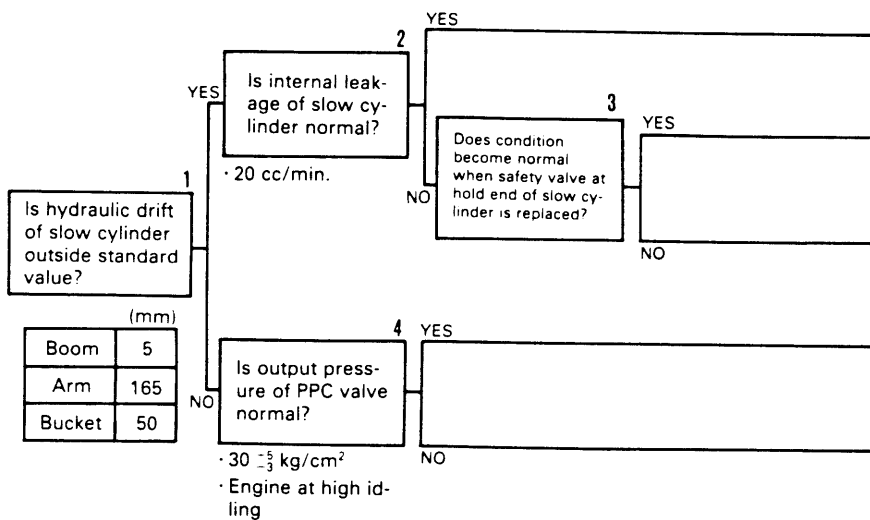 1
Is hydraulic drift
of slow cylinder
outside standard
value?
(mm)
Boom 5
Arm 165
Bucket 50
YES
2
Is internal leak-
age of slow cy-
linder normal?
· 20 cc/min.
YES
NO
3
Does condition
become normal
when safety valve at
hold end of slow cy-
linder is replaced?
YES
NO
NO
4
Is output press-
ure of PPC valve
normal?
· 30 ⁻⁵₋₃ kg/cm²
· Engine at high id-
ling
YES
NO